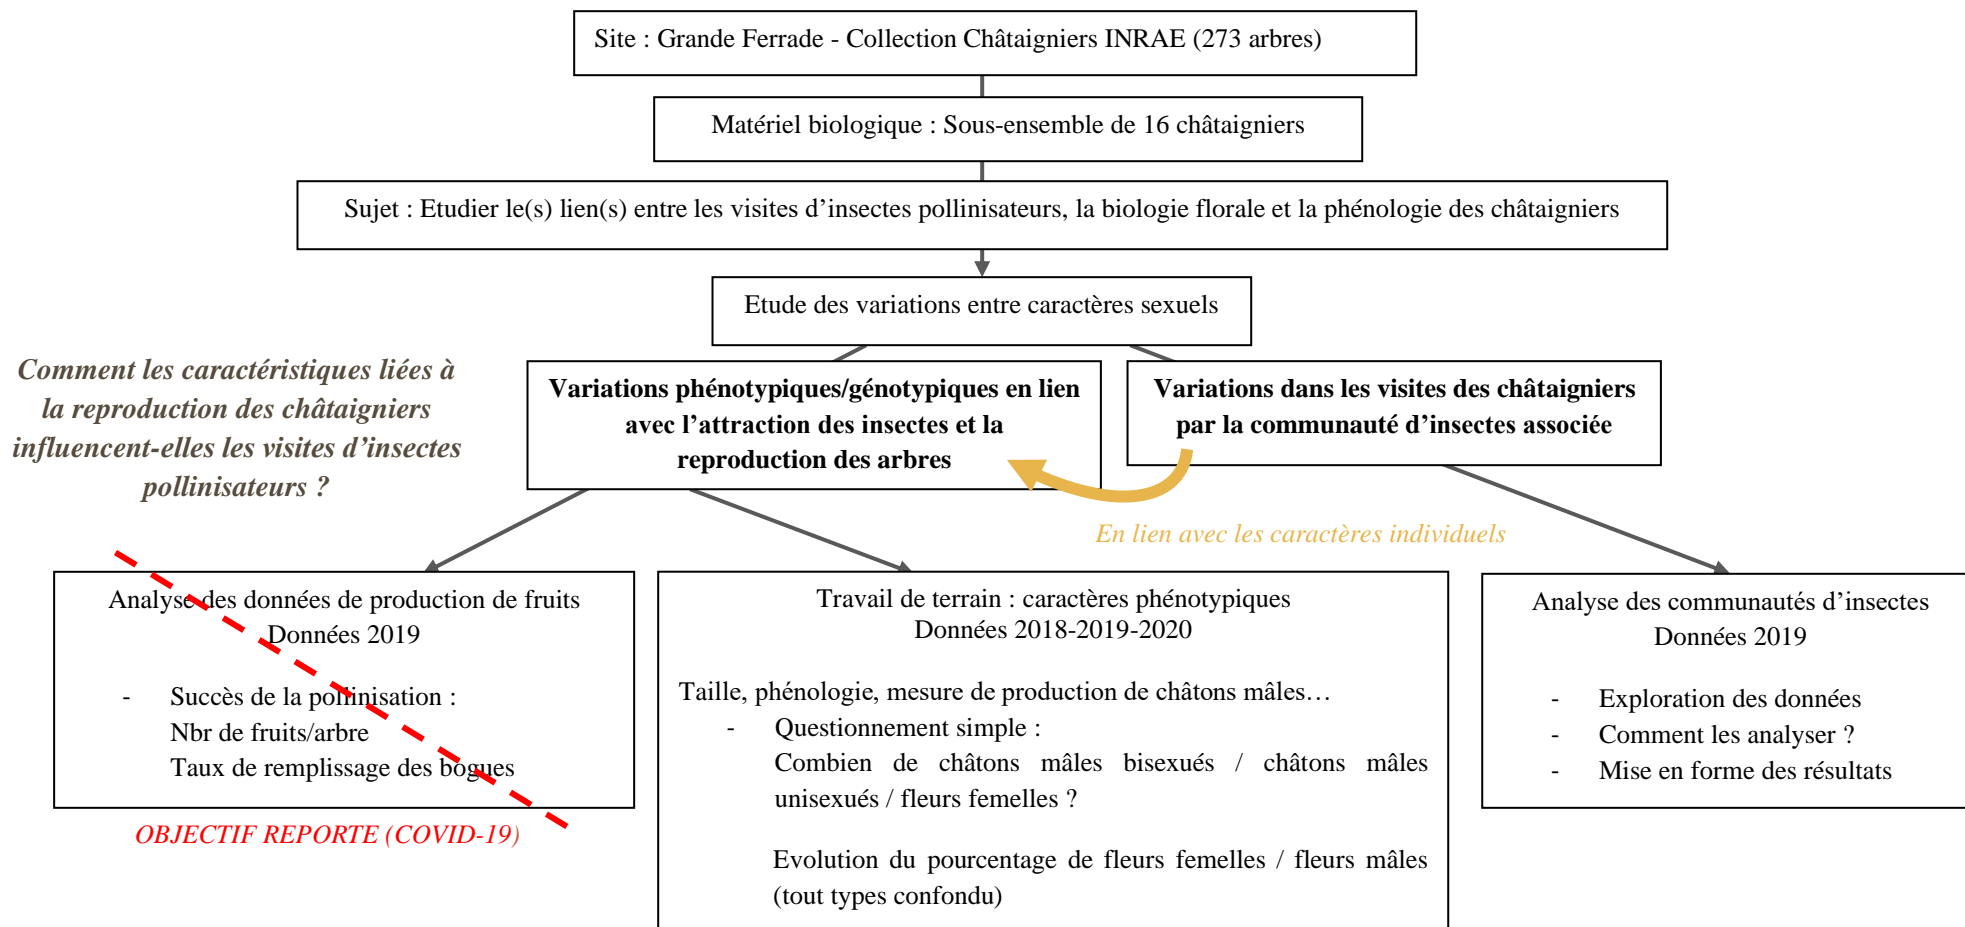 Site : Grande Ferrade - Collection Châtaigniers INRAE (273 arbres)
Matériel biologique : Sous-ensemble de 16 châtaigniers
Sujet : Etudier le(s) lien(s) entre les visites d’insectes pollinisateurs, la biologie florale et la phénologie des châtaigniers
Etude des variations entre caractères sexuels
Comment les caractéristiques liées à
la reproduction des châtaigniers
influencent-elles les visites d’insectes
pollinisateurs ?
Variations phénotypiques/génotypiques en lien
avec l’attraction des insectes et la
reproduction des arbres
Variations dans les visites des châtaigniers
par la communauté d’insectes associée
En lien avec les caractères individuels
Analyse des données de production de fruits
Données 2019
- Succès de la pollinisation :
Nbr de fruits/arbre
Taux de remplissage des bogues
OBJECTIF REPORTE (COVID-19)
Travail de terrain : caractères phénotypiques
Données 2018-2019-2020
Taille, phénologie, mesure de production de châtons mâles…
- Questionnement simple :
Combien de châtons mâles bisexués / châtons mâles
unisexués / fleurs femelles ?
Evolution du pourcentage de fleurs femelles / fleurs mâles
(tout types confondu)
Analyse des communautés d’insectes
Données 2019
- Exploration des données
- Comment les analyser ?
- Mise en forme des résultats